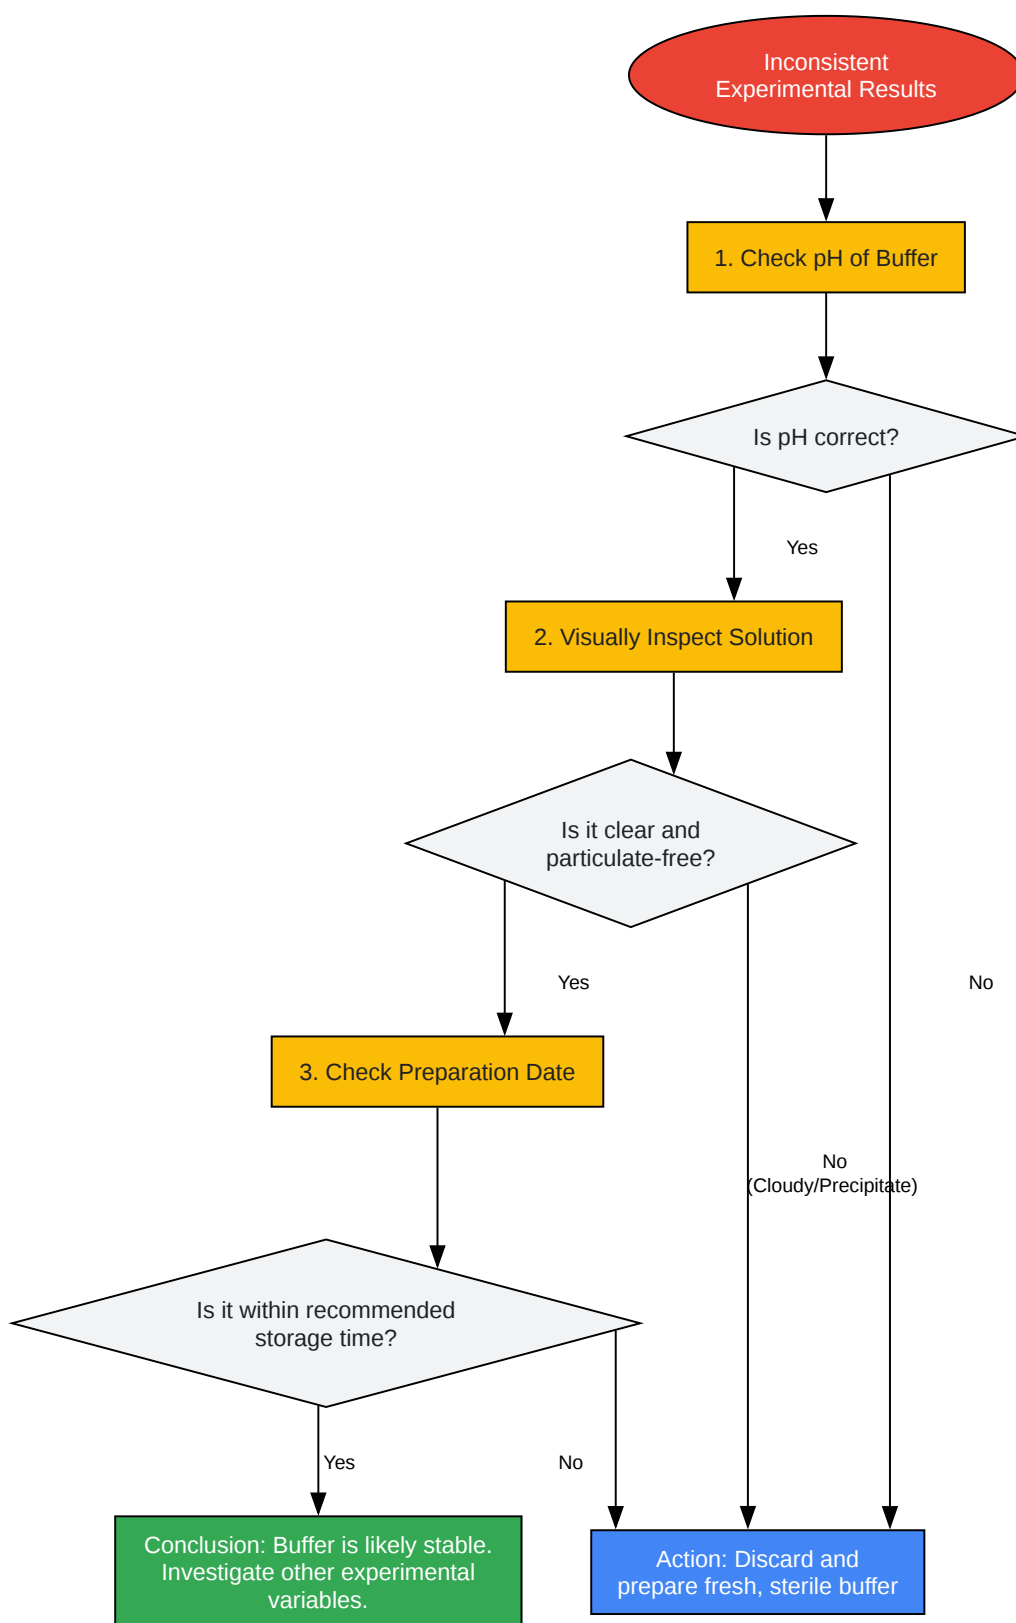 Inconsistent
Experimental Results
1. Check pH of Buffer
Is pH correct?
Yes
2. Visually Inspect Solution
Is it clear and
particulate-free?
Yes
No
3. Check Preparation Date
No
(Cloudy/Precipitate)
Is it within recommended
storage time?
Yes
No
Conclusion: Buffer is likely stable.
Investigate other experimental
variables.
Action: Discard and
prepare fresh, sterile buffer